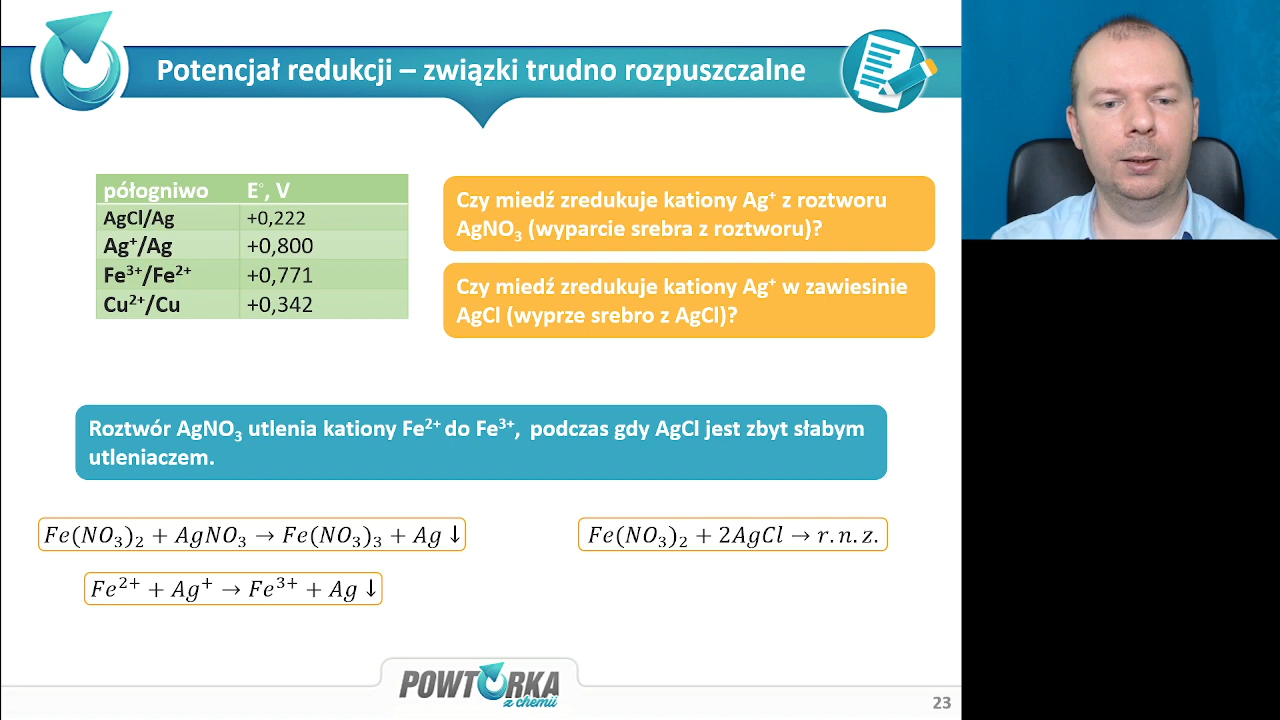 Potencjał redukcji – związki trudno rozpuszczalne
półogniwo E°, V
AgCl/Ag +0,222
Ag⁺/Ag +0,800
Fe³⁺/Fe²⁺ +0,771
Cu²⁺/Cu +0,342
Czy miedź zredukuje kationy Ag⁺ z roztworu
AgNO₃ (wyparcie srebra z roztworu)?
Czy miedź zredukuje kationy Ag⁺ w zawiesinie
AgCl (wyprze srebro z AgCl)?
Roztwór AgNO₃ utlenia kationy Fe²⁺ do Fe³⁺, podczas gdy AgCl jest zbyt słabym
utleniaczem.
Fe(NO₃)₂ + AgNO₃ → Fe(NO₃)₃ + Ag ↓
Fe(NO₃)₂ + 2AgCl → r.n.z.
Fe²⁺ + Ag⁺ → Fe³⁺ + Ag ↓
POWTÓRKA
z chemii
23